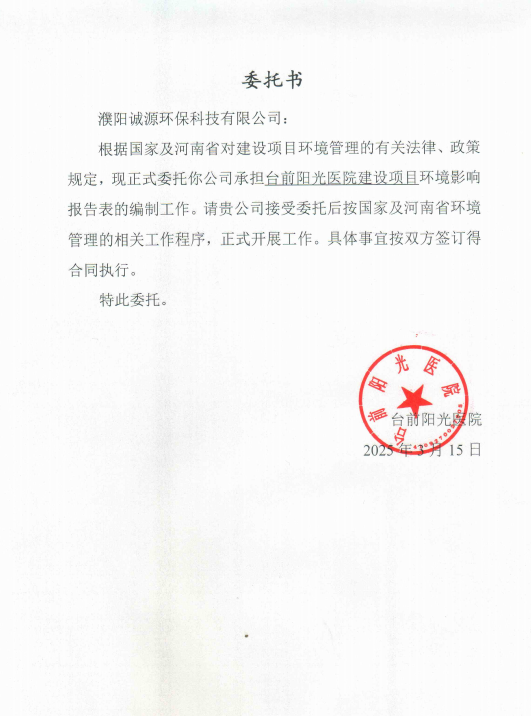 委托书
濮阳诚源环保科技有限公司：
根据国家及河南省对建设项目环境管理的有关法律、政策
规定，现正式委托你公司承担台前阳光医院建设项目环境影响
报告表的编制工作。请贵公司接受委托后按国家及河南省环境
管理的相关工作程序，正式开展工作。具体事宜按双方签订得
合同执行。
特此委托。
台前阳光医院
台前阳光医院
2025年3月15日